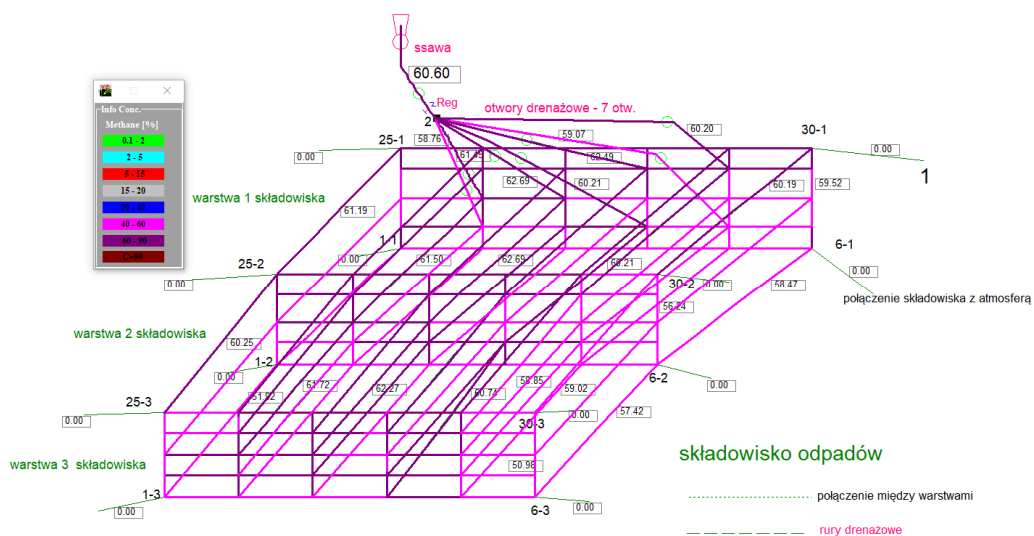 ssawa
60.60
Reg
2
otwory drenażowe - 7 otw.
Info Conc.
Methane [%]
0.1 - 2
2 - 5
5 - 15
15 - 20
20 - 40
40 - 60
60 - 80
58.76
59.07
60.20
30-1
25-1
0.00
0.00
61.49
62.49
1
62.69
60.21
60.19
59.52
warstwa 1 składowiska
61.19
1-1
6-1
0.00
61.50
62.69
0.00
25-2
0.00
30-2
0.00
58.47
połączenie składowiska z atmosferą
56.24
warstwa 2 składowiska
60.25
1-2
0.00
61.72
62.27
60.74
58.85
59.02
6-2
0.00
51.82
57.42
25-3
0.00
30-3
0.00
warstwa 3 składowiska
50.98
składowisko odpadów
1-3
0.00
6-3
0.00
połączenie między warstwami
rury drenażowe